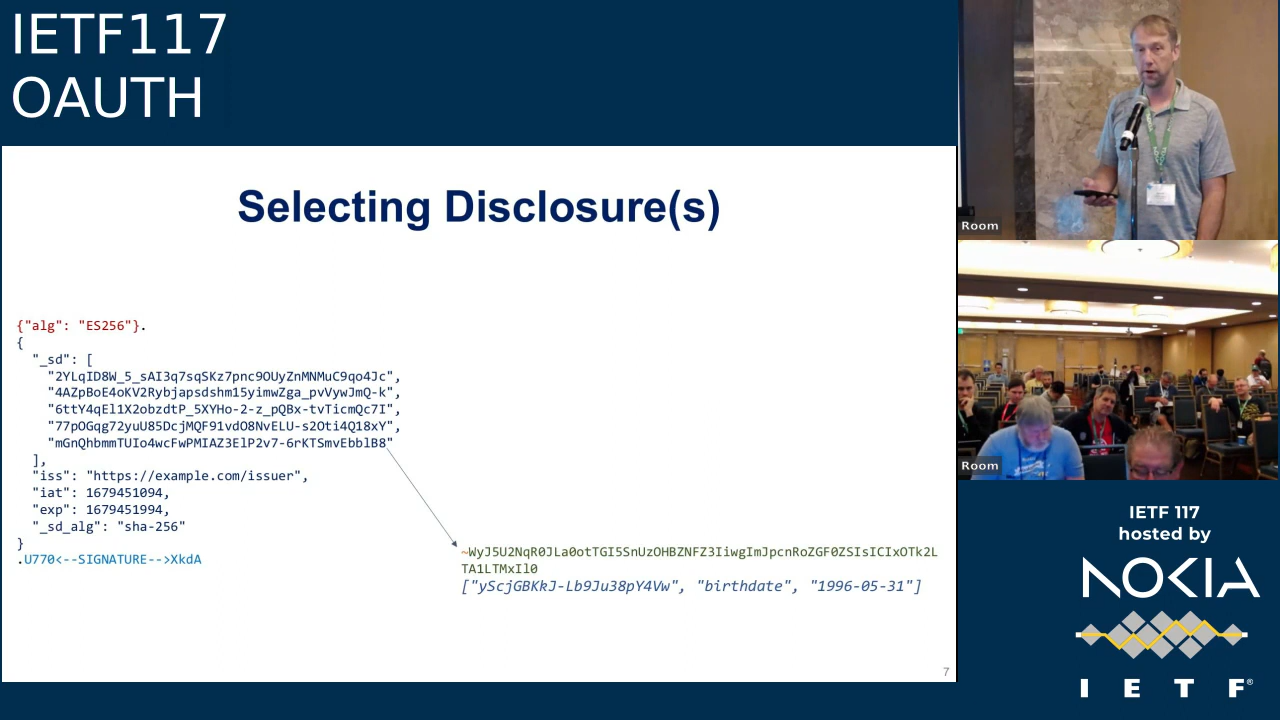 IETF117
OAUTH
Selecting Disclosure(s)
{"alg": "ES256"}.
{
"_sd": [
"2YLqID8W_5_sAI3q7sqSKz7pnc9OUyZnMNMuC9qo4Jc",
"4AZpBoE4oKV2Rybjapsdshm15yimwZga_pvVywJmQ-k",
"6ttY4qEl1X2obzdtP_5XYHo-2-z_pQBx-tvTicmQc7I",
"77pOGqg72yuU85DcjMQF91vdO8NvELU-s2Oti4Q18xY",
"mGnQhbmmTUIo4wcFwPMIAZ3ElP2v7-6rKTSmvEbblB8"
],
"iss": "https://example.com/issuer",
"iat": 1679451094,
"exp": 1679451994,
"_sd_alg": "sha-256"
}
.U770<--SIGNATURE-->XkdA
~WyJ5U2NqR0JLa0otTGI5SnUzOHBZNFZ3IiwgImJpcnRoZGF0ZSIsICIxOTk2L
TA1LTMxIl0
["yScjGBKkJ-Lb9Ju38pY4Vw", "birthdate", "1996-05-31"]
7
Room
Room
IETF 117
hosted by
NOKIA
IETF®